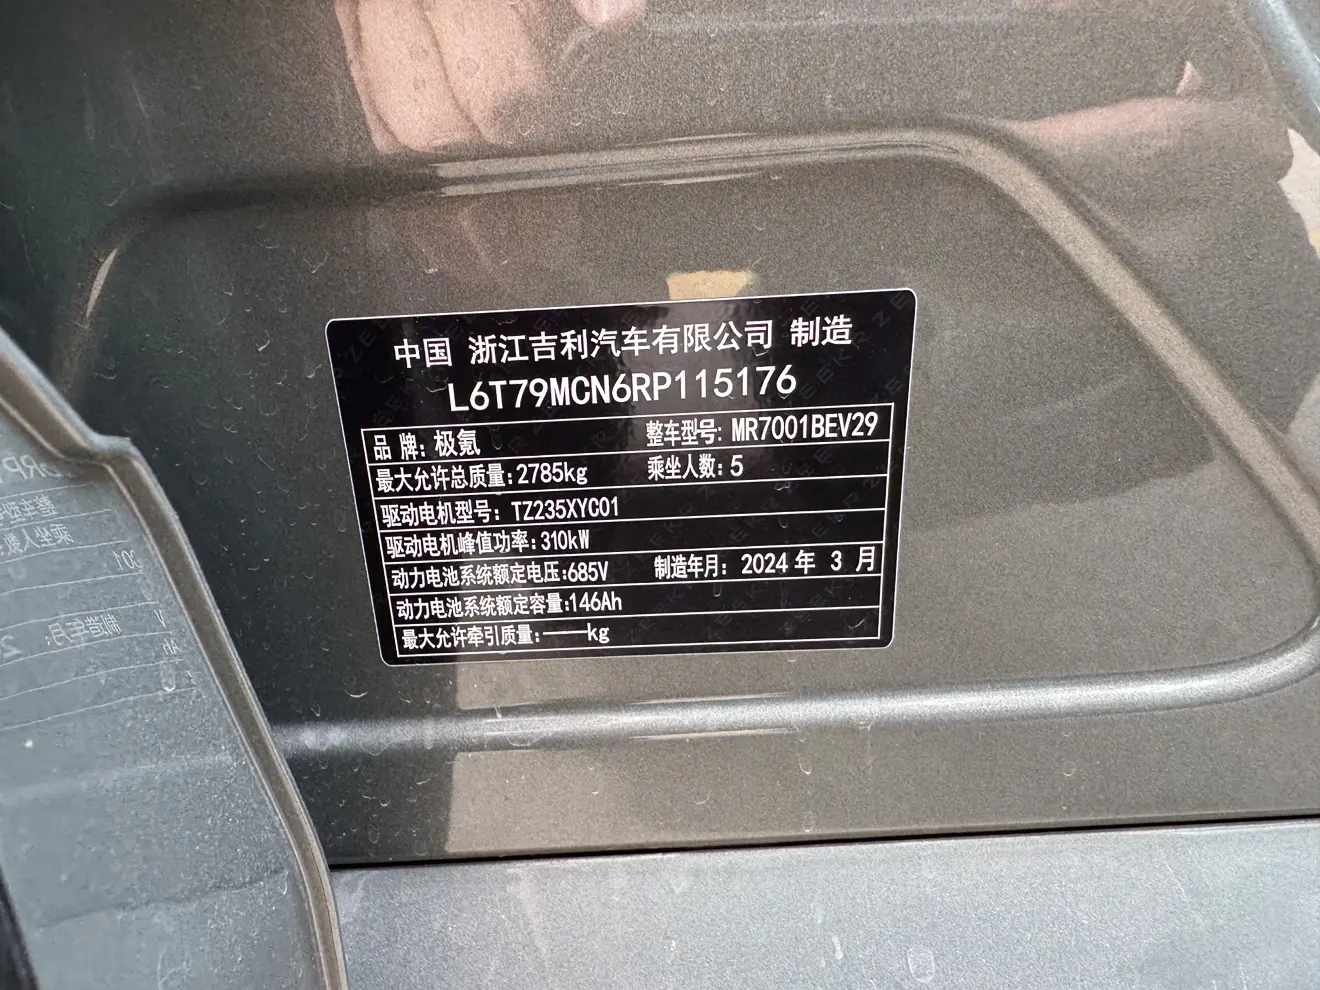 中国 浙江吉利汽车有限公司 制造
L6T79MCN6RP115176
品 牌: 极氪 整车型号: MR7001BEV29
最大允许总质量: 2785kg 乘坐人数: 5
驱动电机型号: TZ235XYC01
驱动电机峰值功率: 310kW
动力电池系统额定电压: 685V 制造年月: 2024 年 3 月
动力电池系统额定容量: 146Ah
最大允许牵引质量: ——kg